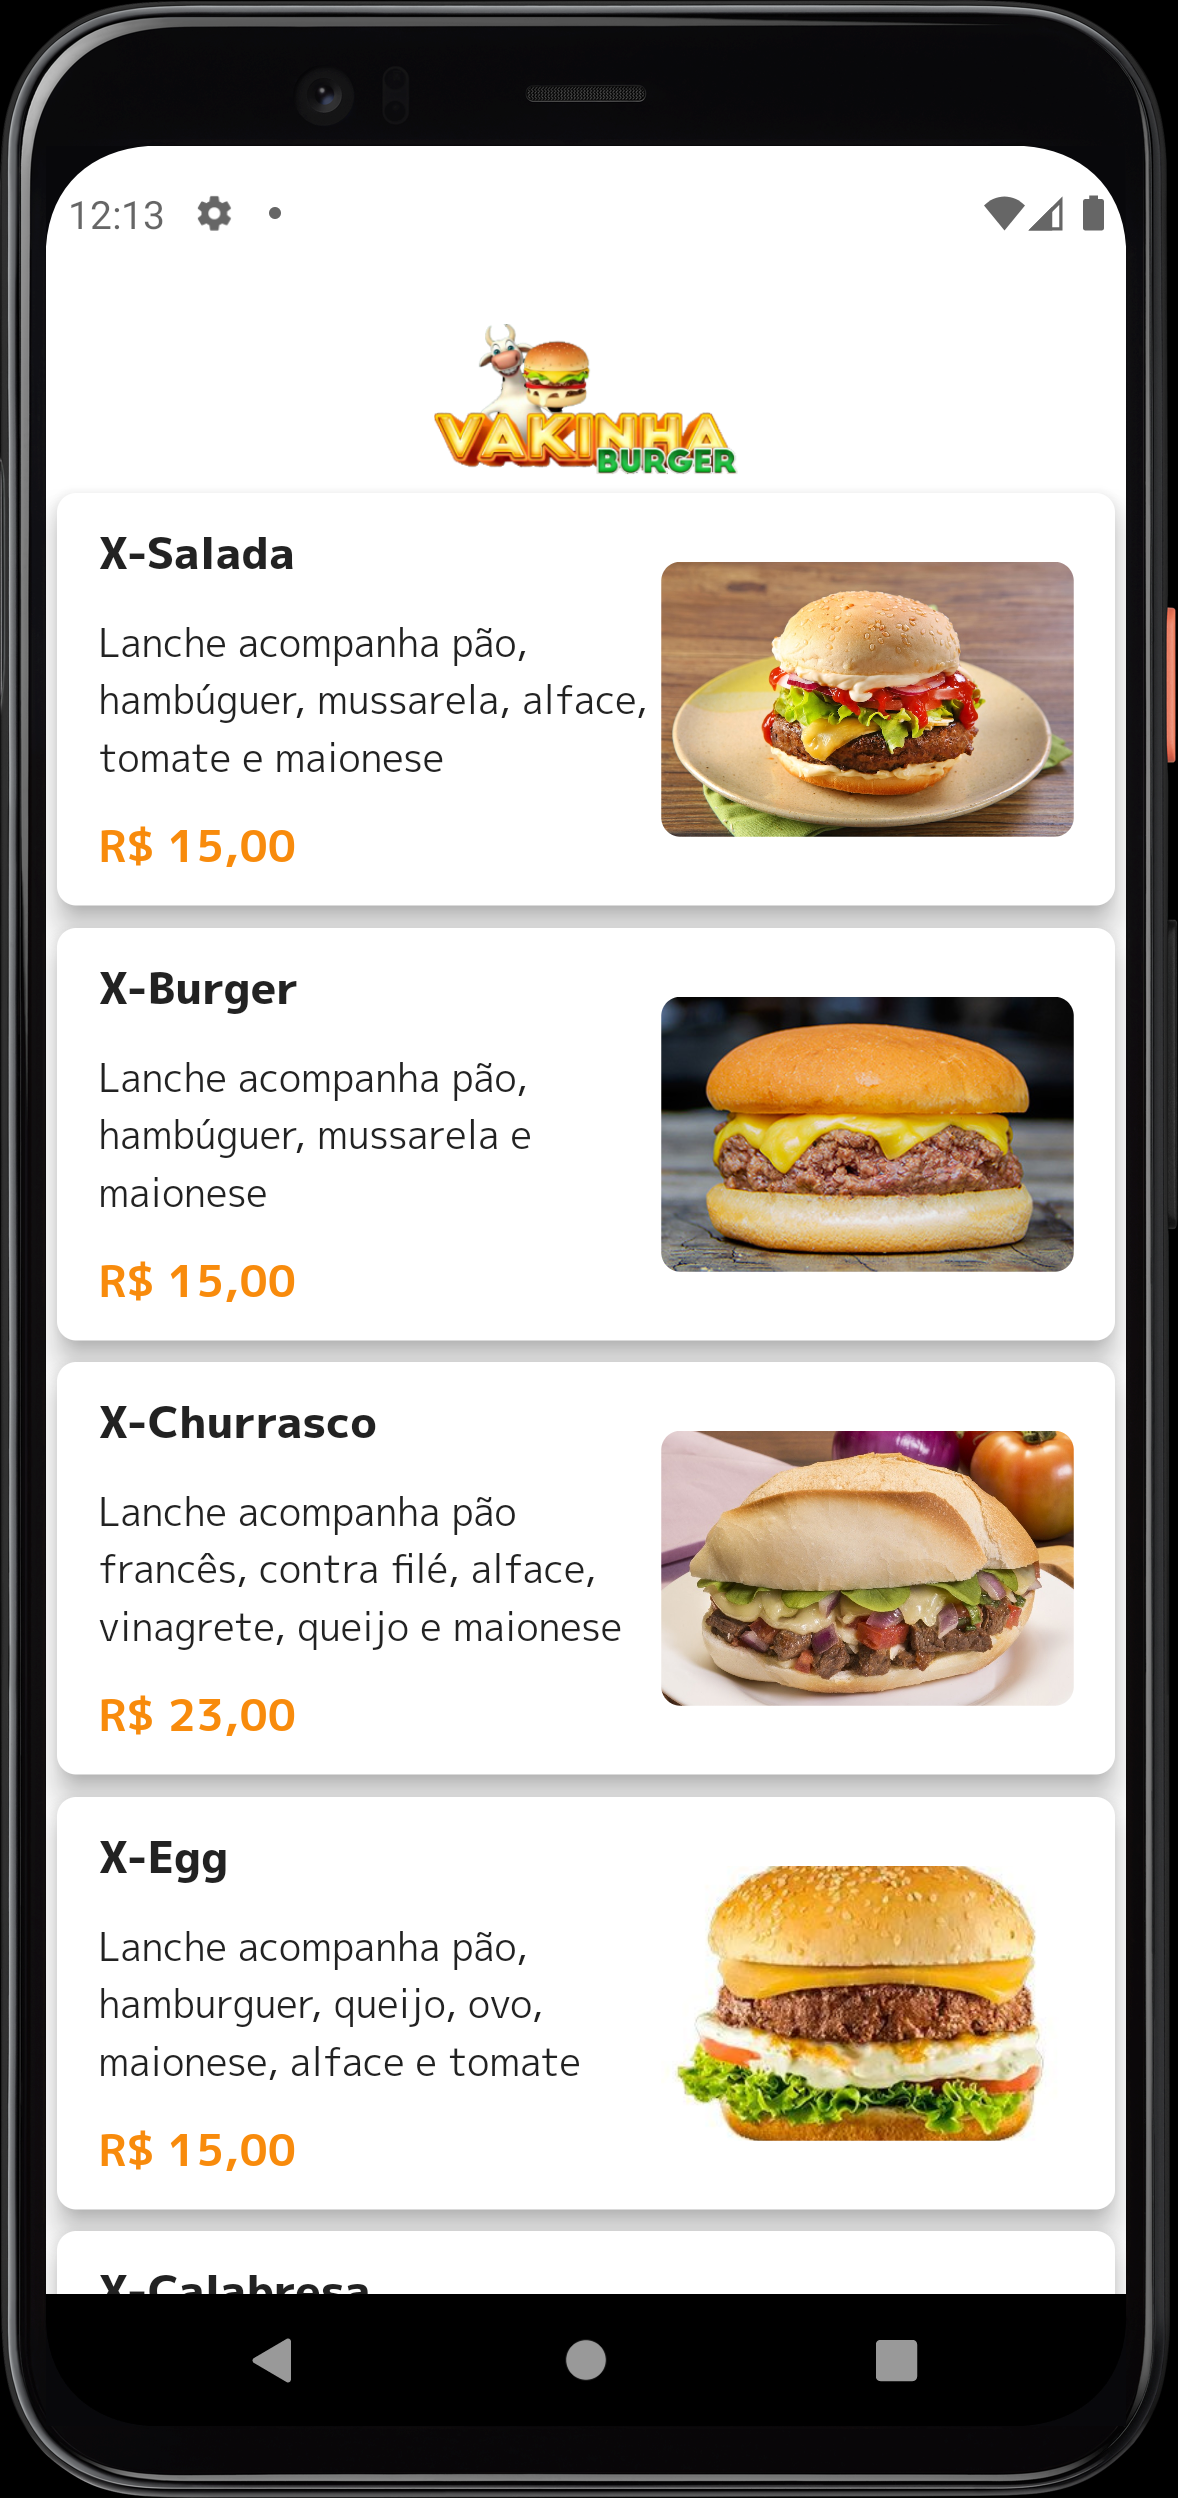 12:13
VAKINHA
BURGER
X-Salada
Lanche acompanha pão,
hambúguer, mussarela, alface,
tomate e maionese
R$ 15,00
X-Burger
Lanche acompanha pão,
hambúguer, mussarela e
maionese
R$ 15,00
X-Churrasco
Lanche acompanha pão
francês, contra filé, alface,
vinagrete, queijo e maionese
R$ 23,00
X-Egg
Lanche acompanha pão,
hamburguer, queijo, ovo,
maionese, alface e tomate
R$ 15,00
X-Calabresa